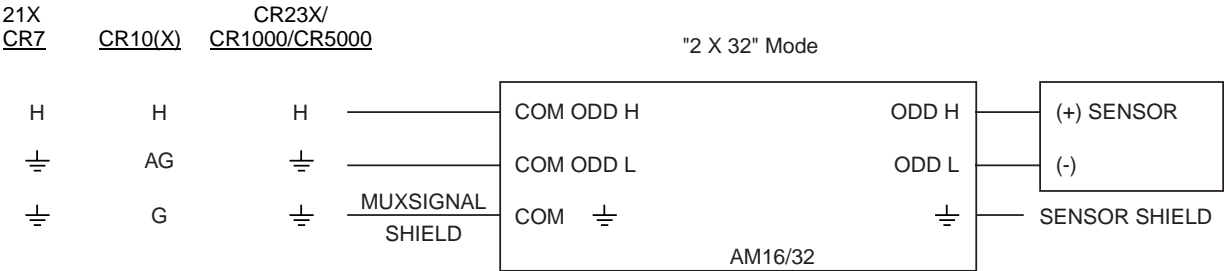 21X CR23X/
CR7 CR10(X) CR1000/CR5000
"2 X 32" Mode
H H H COM ODD H ODD H (+) SENSOR
AG COM ODD L ODD L (-)
G MUXSIGNAL SHIELD COM SENSOR SHIELD
AM16/32